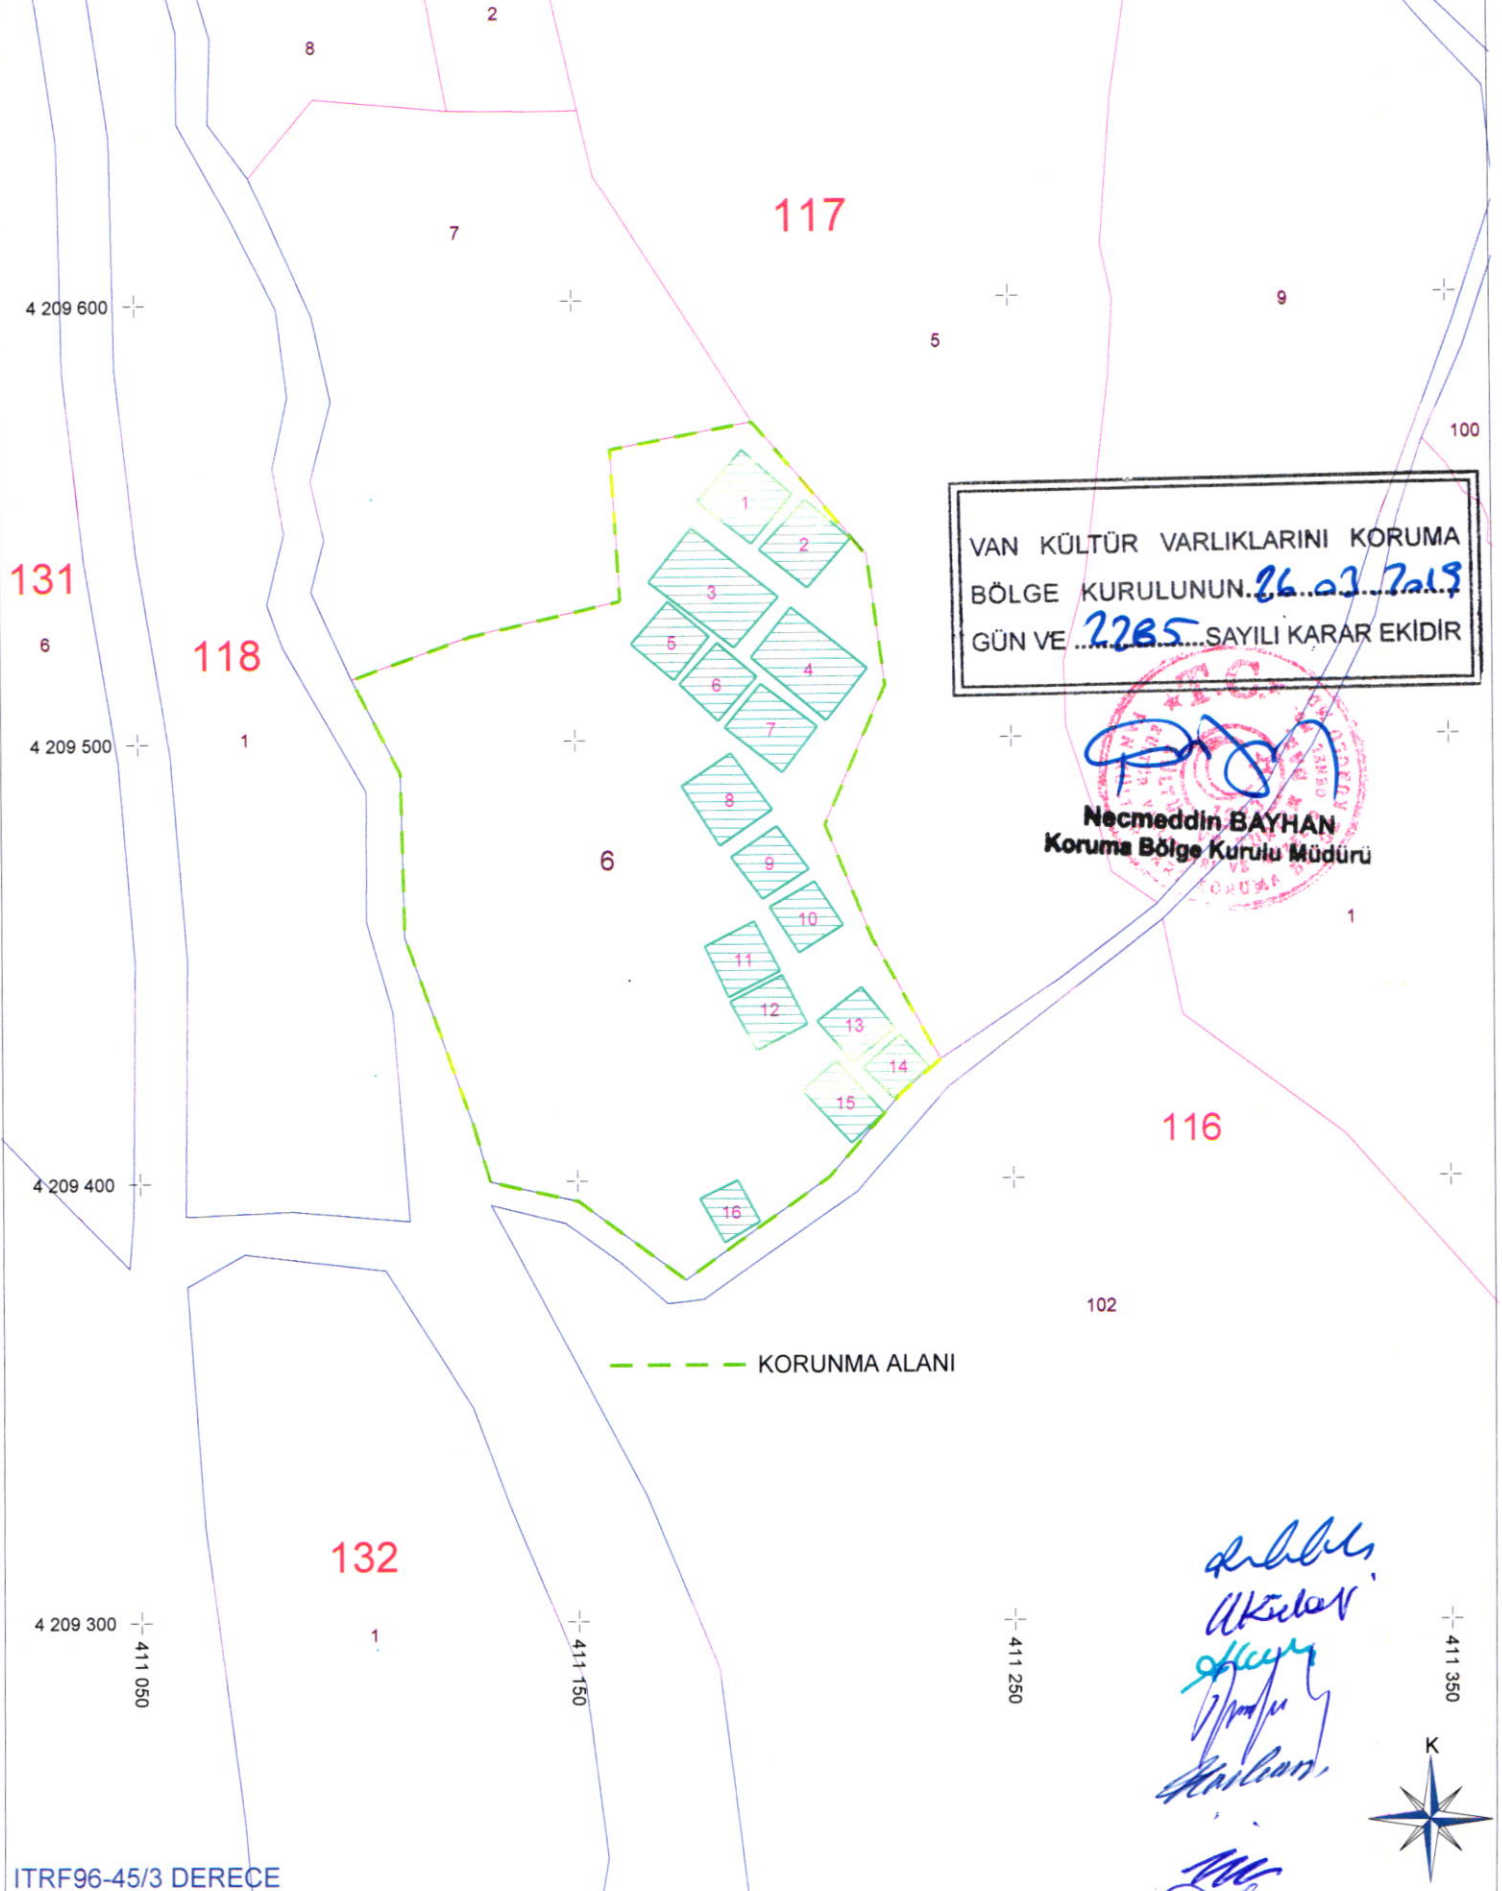 2
8
117
7
4 209 600
9
5
100
1
2
VAN KÜLTÜR VARLIKLARINI KORUMA
BÖLGE KURULUNUN 26.03.2019
GÜN VE 2285 SAYILI KARAR EKİDİR
131
3
6
118
5
4
6
T.C.
7
4 209 500
1
8
Necmeddin BAYHAN
Koruma Bölge Kurulu Müdürü
6
9
10
1
11
12
13
14
15
116
4 209 400
16
102
KORUNMA ALANI
132
4 209 300
1
411 050
411 150
411 250
411 350
K
ITRF96-45/3 DERECE